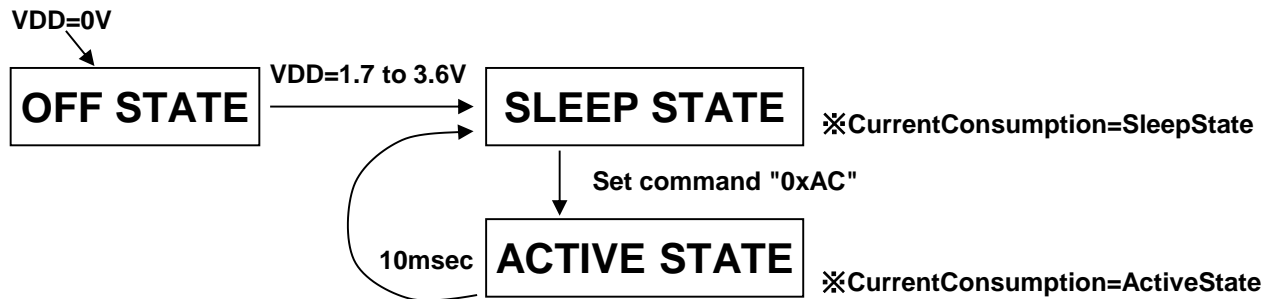 VDD=0V
OFF STATE
VDD=1.7 to 3.6V
SLEEP STATE
※CurrentConsumption=SleepState
Set command "0xAC"
10msec
ACTIVE STATE
※CurrentConsumption=ActiveState